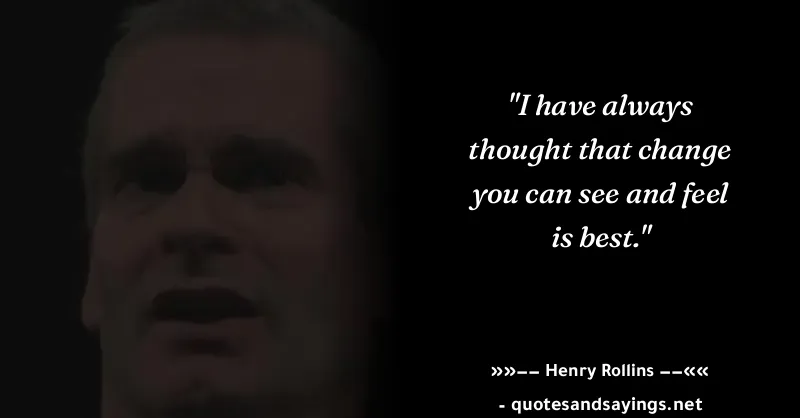 "I have always
thought that change
you can see and feel
is best."
»»–– Henry Rollins ––««
- quotesandsayings.net